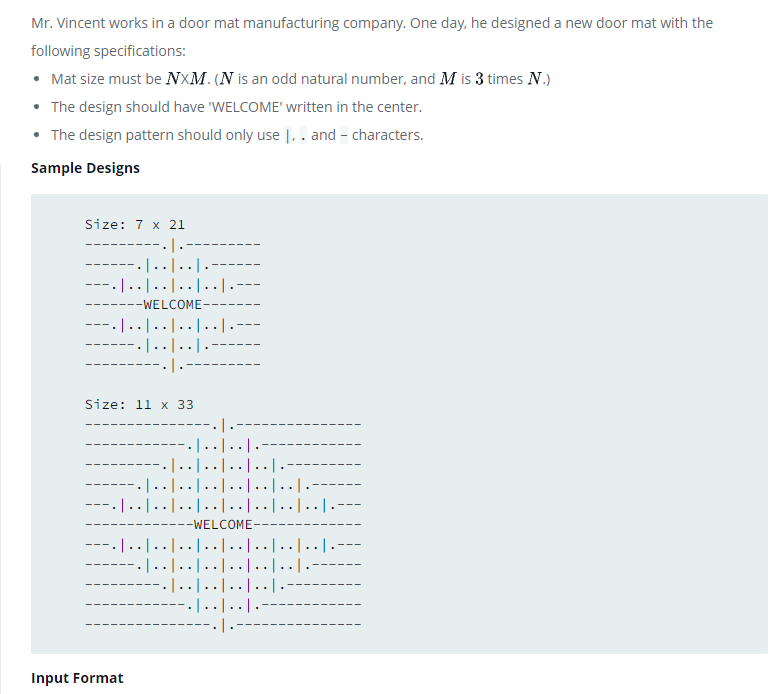 Mr. Vincent works in a door mat manufacturing company. One day, he designed a new door mat with the
following specifications:
• Mat size must be NXM. (N is an odd natural number, and M is 3 times N.)
• The design should have 'WELCOME' written in the center.
• The design pattern should only use |, . and - characters.
Sample Designs
Size: 7 x 21
---------.|.---------
------.|..|..|.------
---.|..|..|..|..|.---
-------WELCOME-------
---.|..|..|..|..|.---
------.|..|..|.------
---------.|.---------
Size: 11 x 33
---------------.|.---------------
------------.|..|..|.------------
---------.|..|..|..|..|.---------
------.|..|..|..|..|..|..|.------
---.|..|..|..|..|..|..|..|..|.---
-------------WELCOME-------------
---.|..|..|..|..|..|..|..|..|.---
------.|..|..|..|..|..|..|.------
---------.|..|..|..|..|.---------
------------.|..|..|.------------
---------------.|.---------------
Input Format